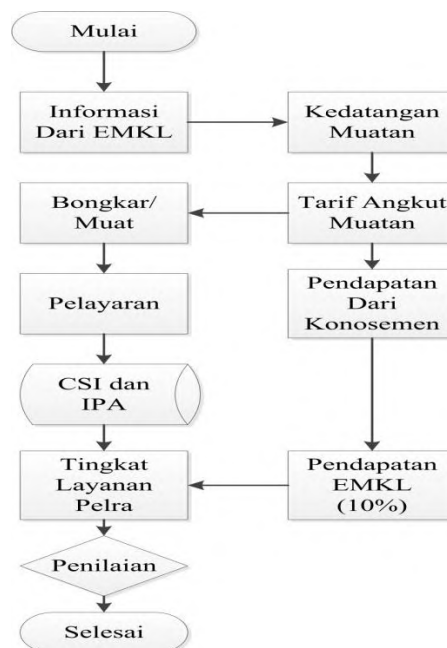 Mulai
Informasi
Dari EMKL
Kedatangan
Muatan
Bongkar/
Muat
Tarif Angkut
Muatan
Pelayaran
Pendapatan
Dari
Konosemen
CSI dan
IPA
Tingkat
Layanan
Pelra
Pendapatan
EMKL
(10%)
Penilaian
Selesai